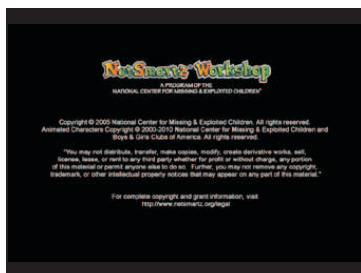 NetSmartz® Workshop
A PROGRAM OF THE
NATIONAL CENTER FOR MISSING & EXPLOITED CHILDREN®
Copyright © 2005 National Center for Missing & Exploited Children. All rights reserved.
Animated Characters Copyright © 2000-2010 National Center for Missing & Exploited Children and
Boys & Girls Clubs of America. All rights reserved.
"You may not distribute, transfer, make copies, modify, create derivative works, sell,
license, lease, or rent to any third party whether for profit or without charge, any portion
of this material or permit anyone else to do so. Further, you may not remove any copyright,
trademark, or other intellectual property notices that may appear on any part of this material."
For complete copyright and grant information, visit
http://www.netsmartz.org/legal